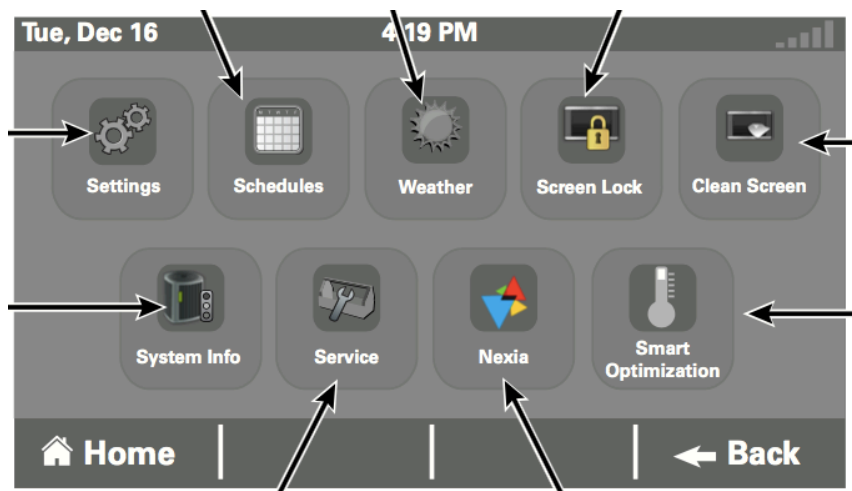 Tue, Dec 16 4:19 PM
Settings
Schedules
Weather
Screen Lock
Clean Screen
System Info
Service
Nexia
Smart
Optimization
Home
Back